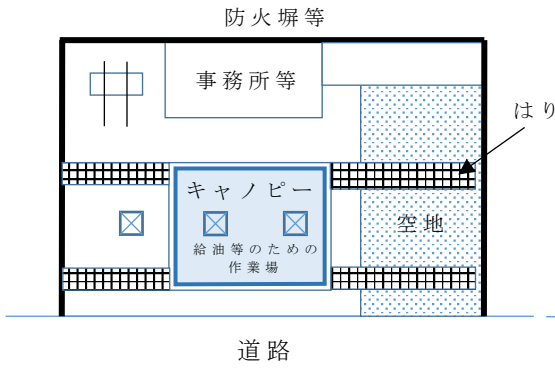 防火塀等
事務所等
はり
キャノピー
空地
給油等のための
作業場
道路